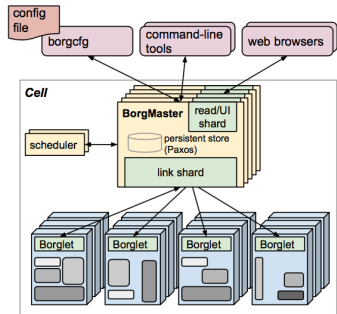 config
file
borgcfg
command-line
tools
web browsers
Cell
BorgMaster
read/UI
shard
persistent store
(Paxos)
scheduler
link shard
Borglet
Borglet
Borglet
Borglet